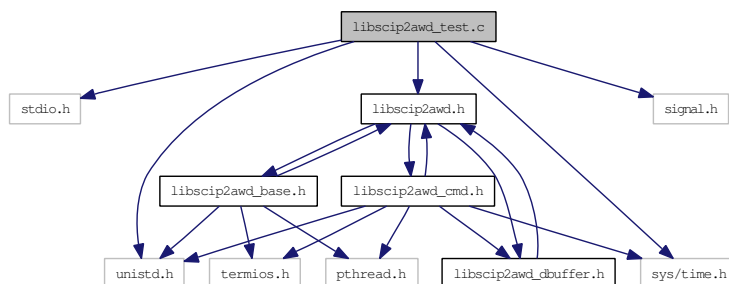 libscip2awd_test.c
stdio.h
libscip2awd.h
signal.h
libscip2awd_base.h
libscip2awd_cmd.h
unistd.h
termios.h
pthread.h
libscip2awd_dbuffer.h
sys/time.h